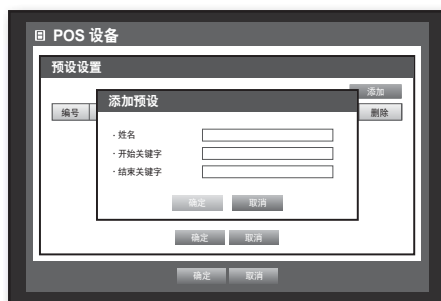 POS 设备
预设设置
添加
编号
删除
添加预设
· 姓名
· 开始关键字
· 结束关键字
确定 取消
确定 取消
确定 取消